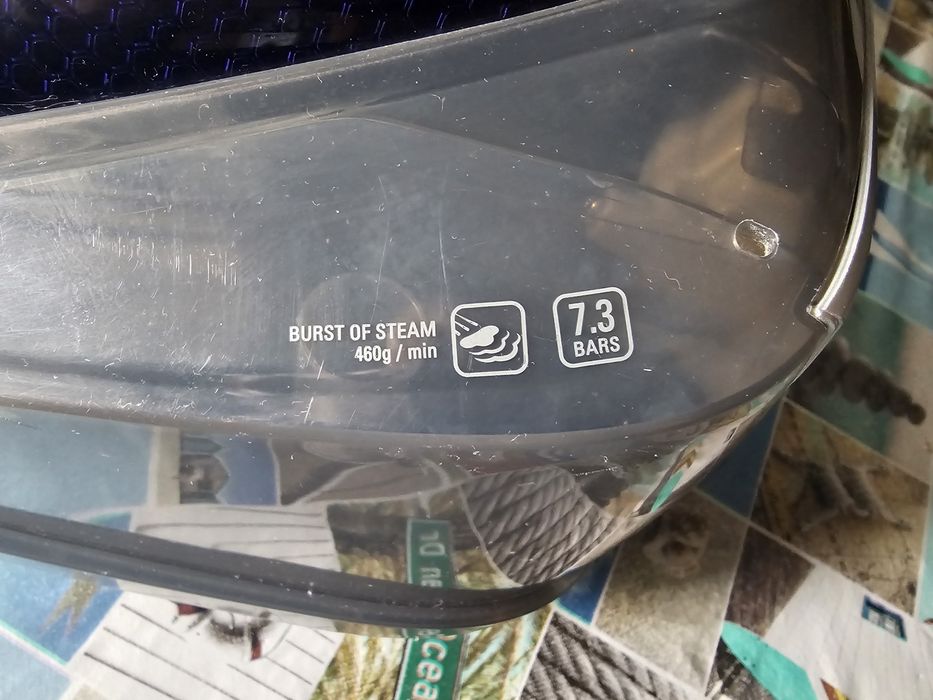 BURST OF STEAM
460g / min
7.3
BARS